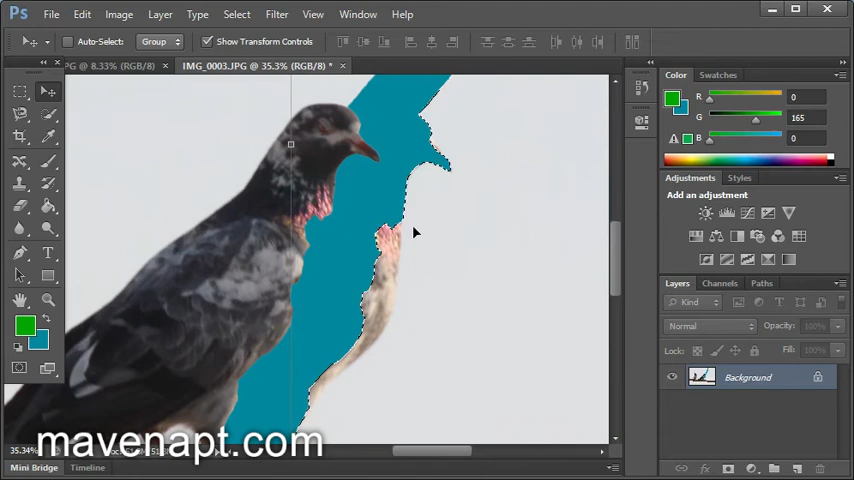 Ps File Edit Image Layer Type Select Filter View Window Help
Auto-Select: Group Show Transform Controls
PG @ 8.33% (RGB/8) × IMG_0003.JPG @ 35.3% (RGB/8) * ×
Color Swatches
R 0
G 165
B 0
Adjustments Styles
Add an adjustment
Layers Channels Paths
Kind
Normal Opacity: 100%
Lock: Fill: 100%
Background
35.34%
mavenapt.com
Mini Bridge Timeline